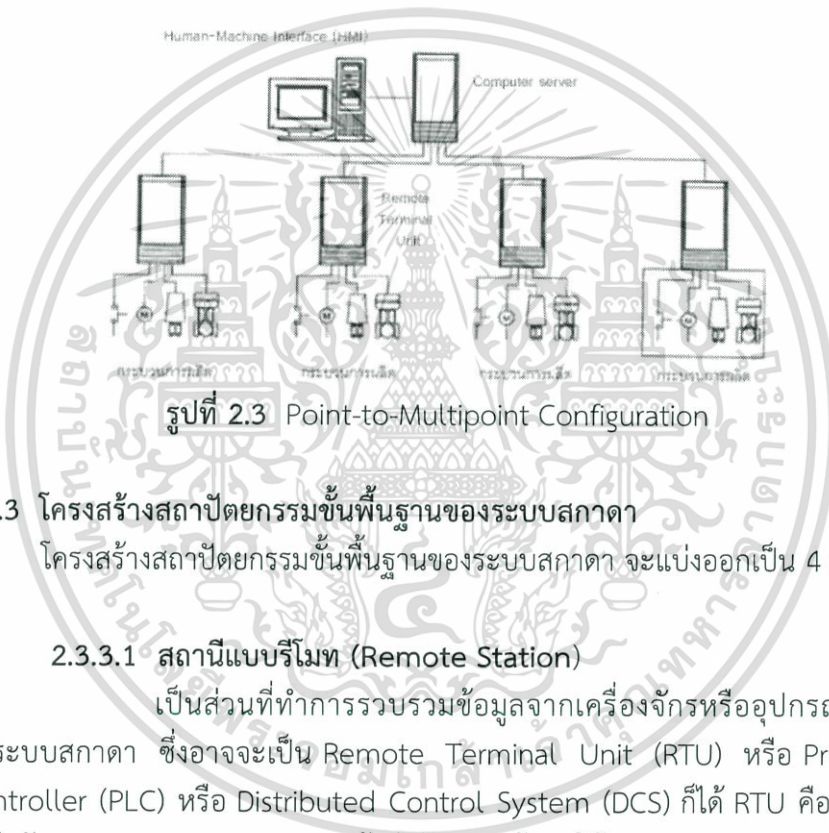 Human-Machine Interface (HMI)
Computer server
Remote
Terminal
Unit
กระบวนการผลิต กระบวนการผลิต กระบวนการผลิต กระบวนการผลิต
รูปที่ 2.3 Point-to-Multipoint Configuration
.3 โครงสร้างสถาปัตยกรรมขั้นพื้นฐานของระบบสกาดา
โครงสร้างสถาปัตยกรรมขั้นพื้นฐานของระบบสกาดา จะแบ่งออกเป็น 4
2.3.3.1 สถานีแบบรีโมท (Remote Station)
เป็นส่วนที่ทำการรวบรวมข้อมูลจากเครื่องจักรหรืออุปกรณ
ระบบสกาดา ซึ่งอาจจะเป็น Remote Terminal Unit (RTU) หรือ Pr
ntroller (PLC) หรือ Distributed Control System (DCS) ก็ได้ RTU คือ